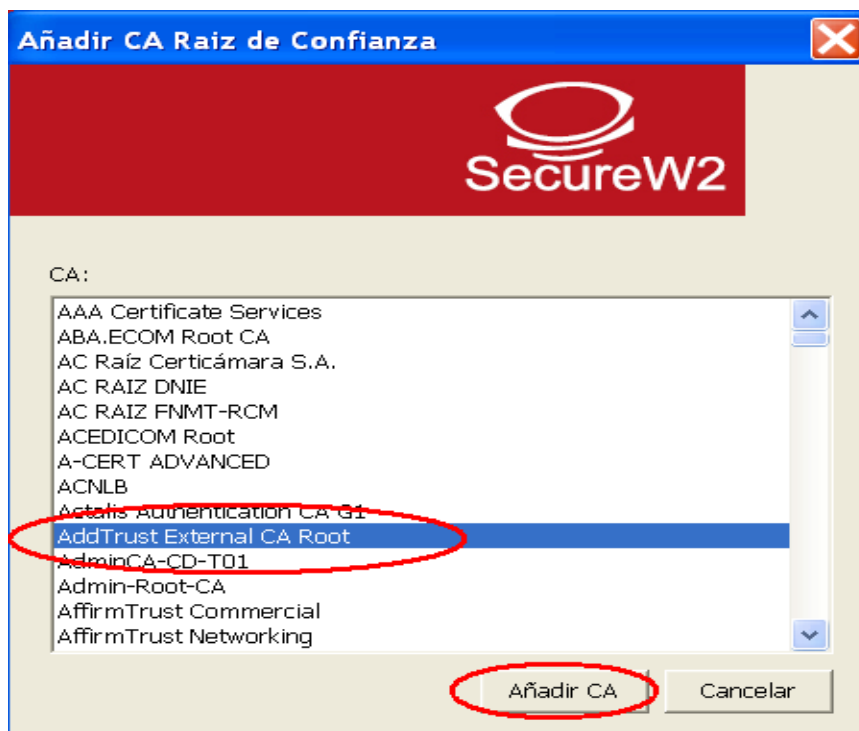 Añadir CA Raiz de Confianza
SecureW2
CA:
AAA Certificate Services
ABA.ECOM Root CA
AC Raíz Certicámara S.A.
AC RAIZ DNIE
AC RAIZ FNMT-RCM
ACEDICOM Root
A-CERT ADVANCED
ACNLB
Actalis Authentication CA G1
AddTrust External CA Root
AdminCA-CD-T01
Admin-Root-CA
AffirmTrust Commercial
AffirmTrust Networking
Añadir CA
Cancelar